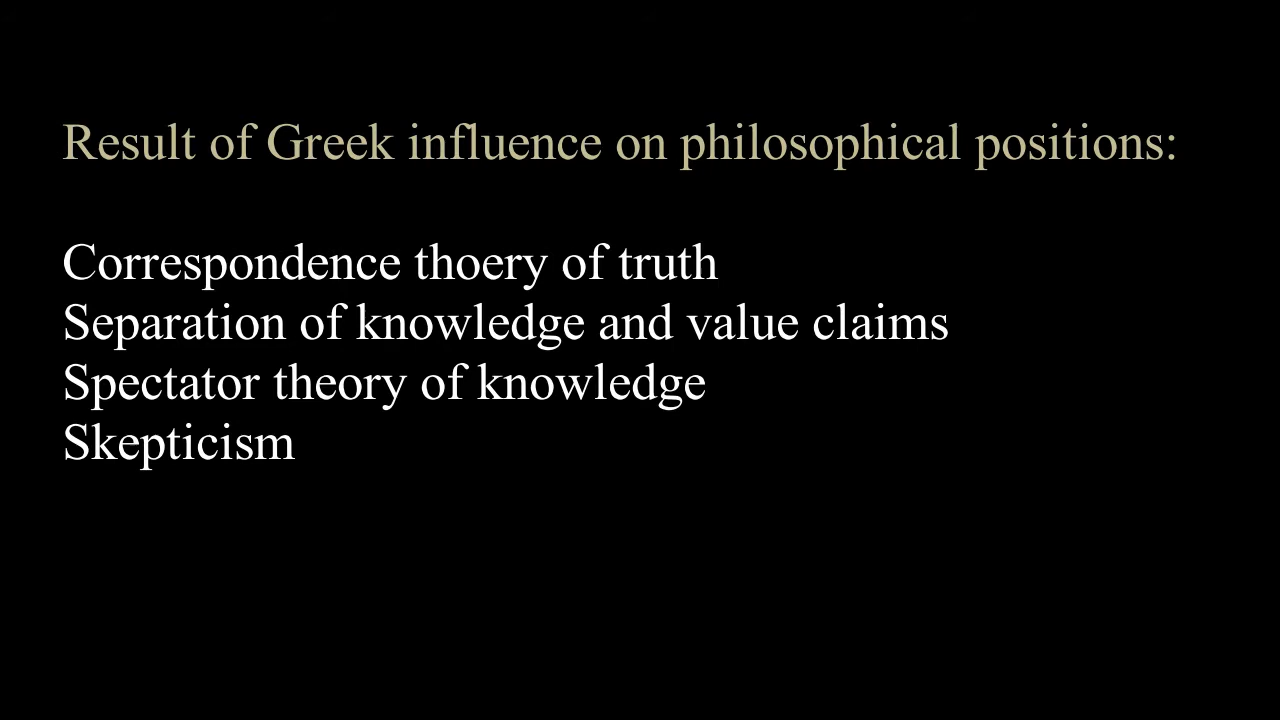 Result of Greek influence on philosophical positions:
Correspondence thoery of truth
Separation of knowledge and value claims
Spectator theory of knowledge
Skepticism